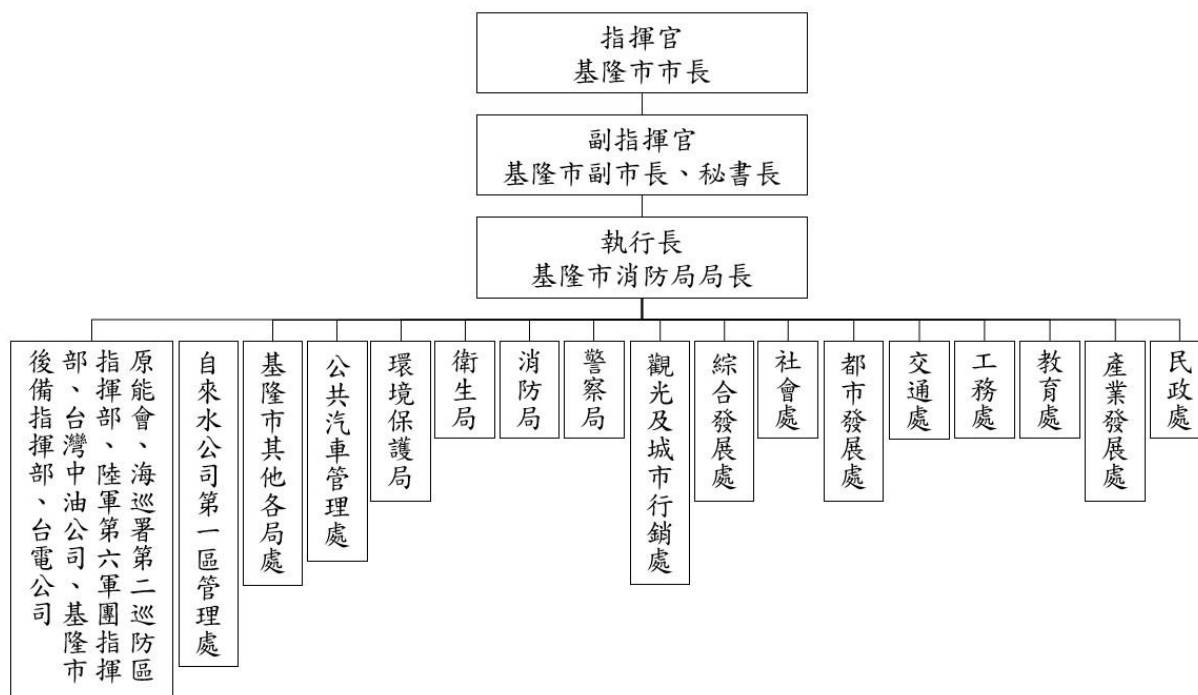 指揮官
基隆市市長
副指揮官
基隆市副市長、秘書長
執行長
基隆市消防局局長
原能會、海巡署第二巡防區
指揮部、陸軍第六軍團指揮
部、台灣中油公司、基隆市
後備指揮部、台電公司
自來水公司第一區管理處
基隆市其他各局處
公共汽車管理處
環境保護局
衛生局
消防局
警察局
觀光及城市行銷處
綜合發展處
社會處
都市發展處
交通處
工務處
教育處
產業發展處
民政處